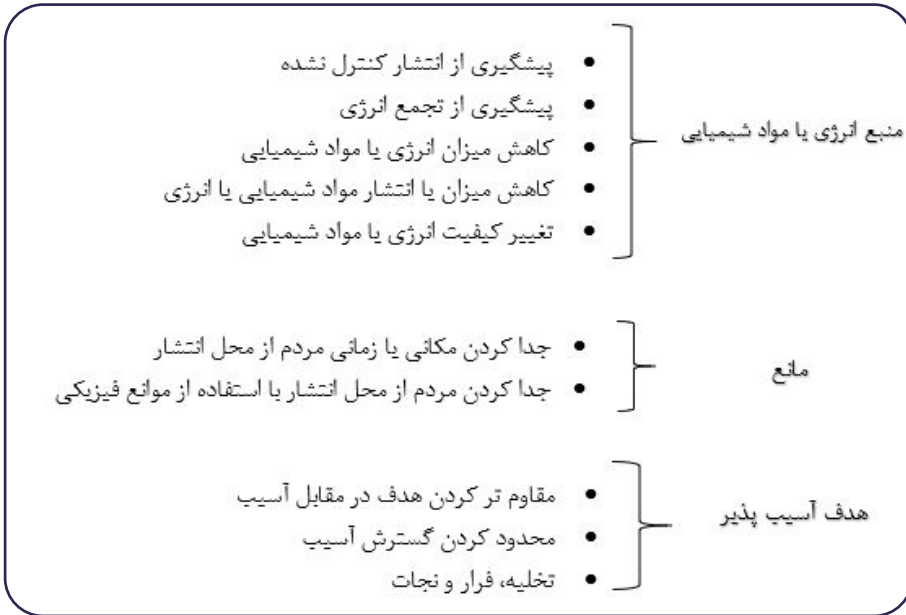 منبع انرژی یا مواد شیمیایی
• پیشگیری از انتشار کنترل نشده
• پیشگیری از تجمع انرژی
• کاهش میزان انرژی یا مواد شیمیایی
• کاهش میزان یا انتشار مواد شیمیایی یا انرژی
• تغییر کیفیت انرژی یا مواد شیمیایی
مانع
• جدا کردن مکانی یا زمانی مردم از محل انتشار
• جدا کردن مردم از محل انتشار با استفاده از موانع فیزیکی
هدف آسیب پذیر
• مقاوم تر کردن هدف در مقابل آسیب
• محدود کردن گسترش آسیب
• تخلیه، فرار و نجات